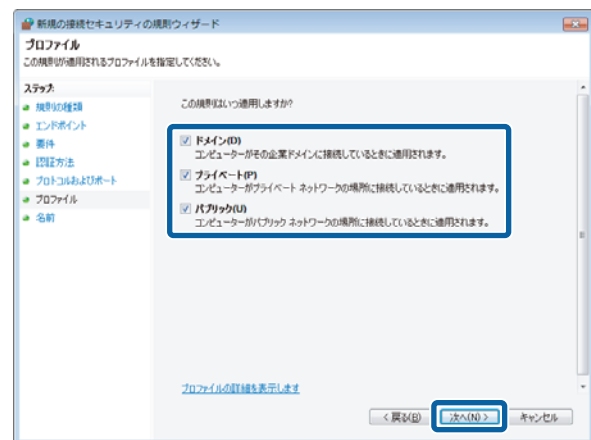 新規の接続セキュリティの規則ウィザード
プロファイル
この規則が適用されるプロファイルを指定してください。
ステップ:
規則の種類
エンドポイント
要件
認証方法
プロトコルおよびポート
プロファイル
名前
この規則はいつ適用しますか?
ドメイン(D)
コンピューターがその企業ドメインに接続しているときに適用されます。
プライベート(P)
コンピューターがプライベート ネットワークの場所に接続しているときに適用されます。
パブリック(U)
コンピューターがパブリック ネットワークの場所に接続しているときに適用されます。
プロファイルの詳細を表示します
< 戻る(B)
次へ(N) >
キャンセル